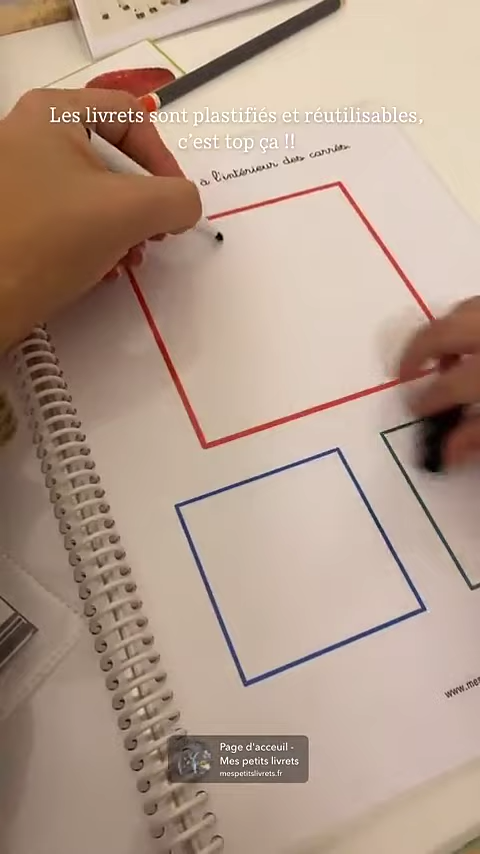 Les livrets sont plastifiés et réutilisables,
c'est top ça !!
à l'intérieur des carrés
Page d'acceuil -
Mes petits livrets
mespetitslivrets.fr